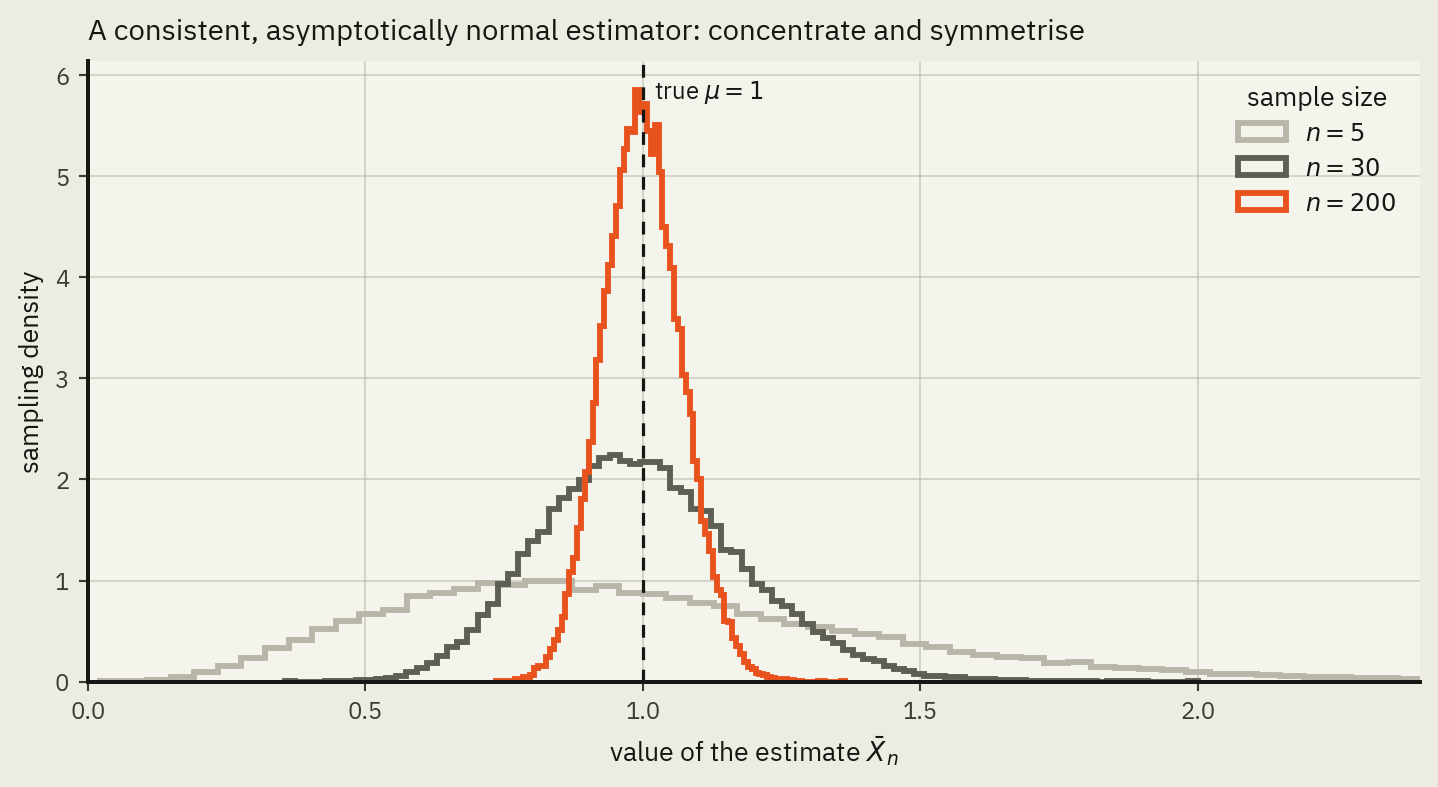 A consistent, asymptotically normal estimator: concentrate and symmetrise
true μ = 1
sample size
n = 5
n = 30
n = 200
sampling density
6
5
4
3
2
1
0
0.0 0.5 1.0 1.5 2.0
value of the estimate X̄ₙ